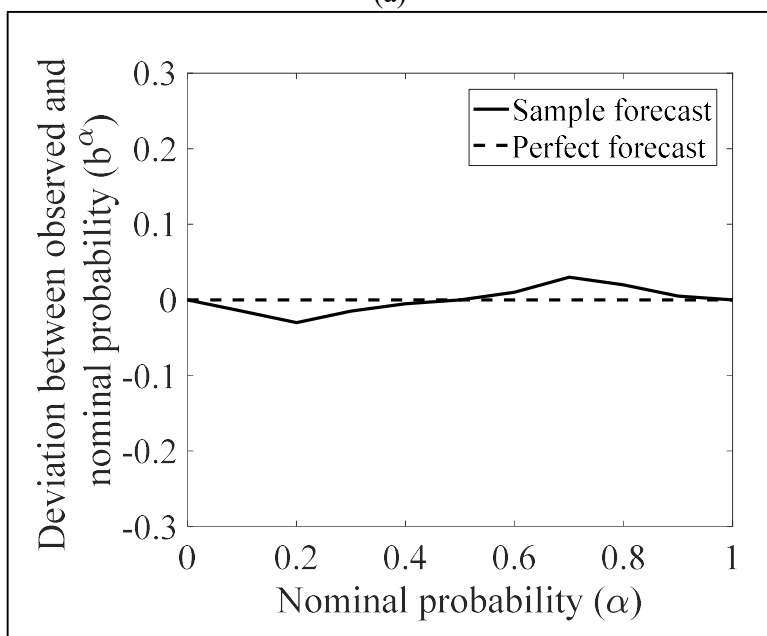 (a)
0.3
0.2
0.1
0
-0.1
-0.2
-0.3
Deviation between observed and
nominal probability (b^α)
Sample forecast
Perfect forecast
0 0.2 0.4 0.6 0.8 1
Nominal probability (α)